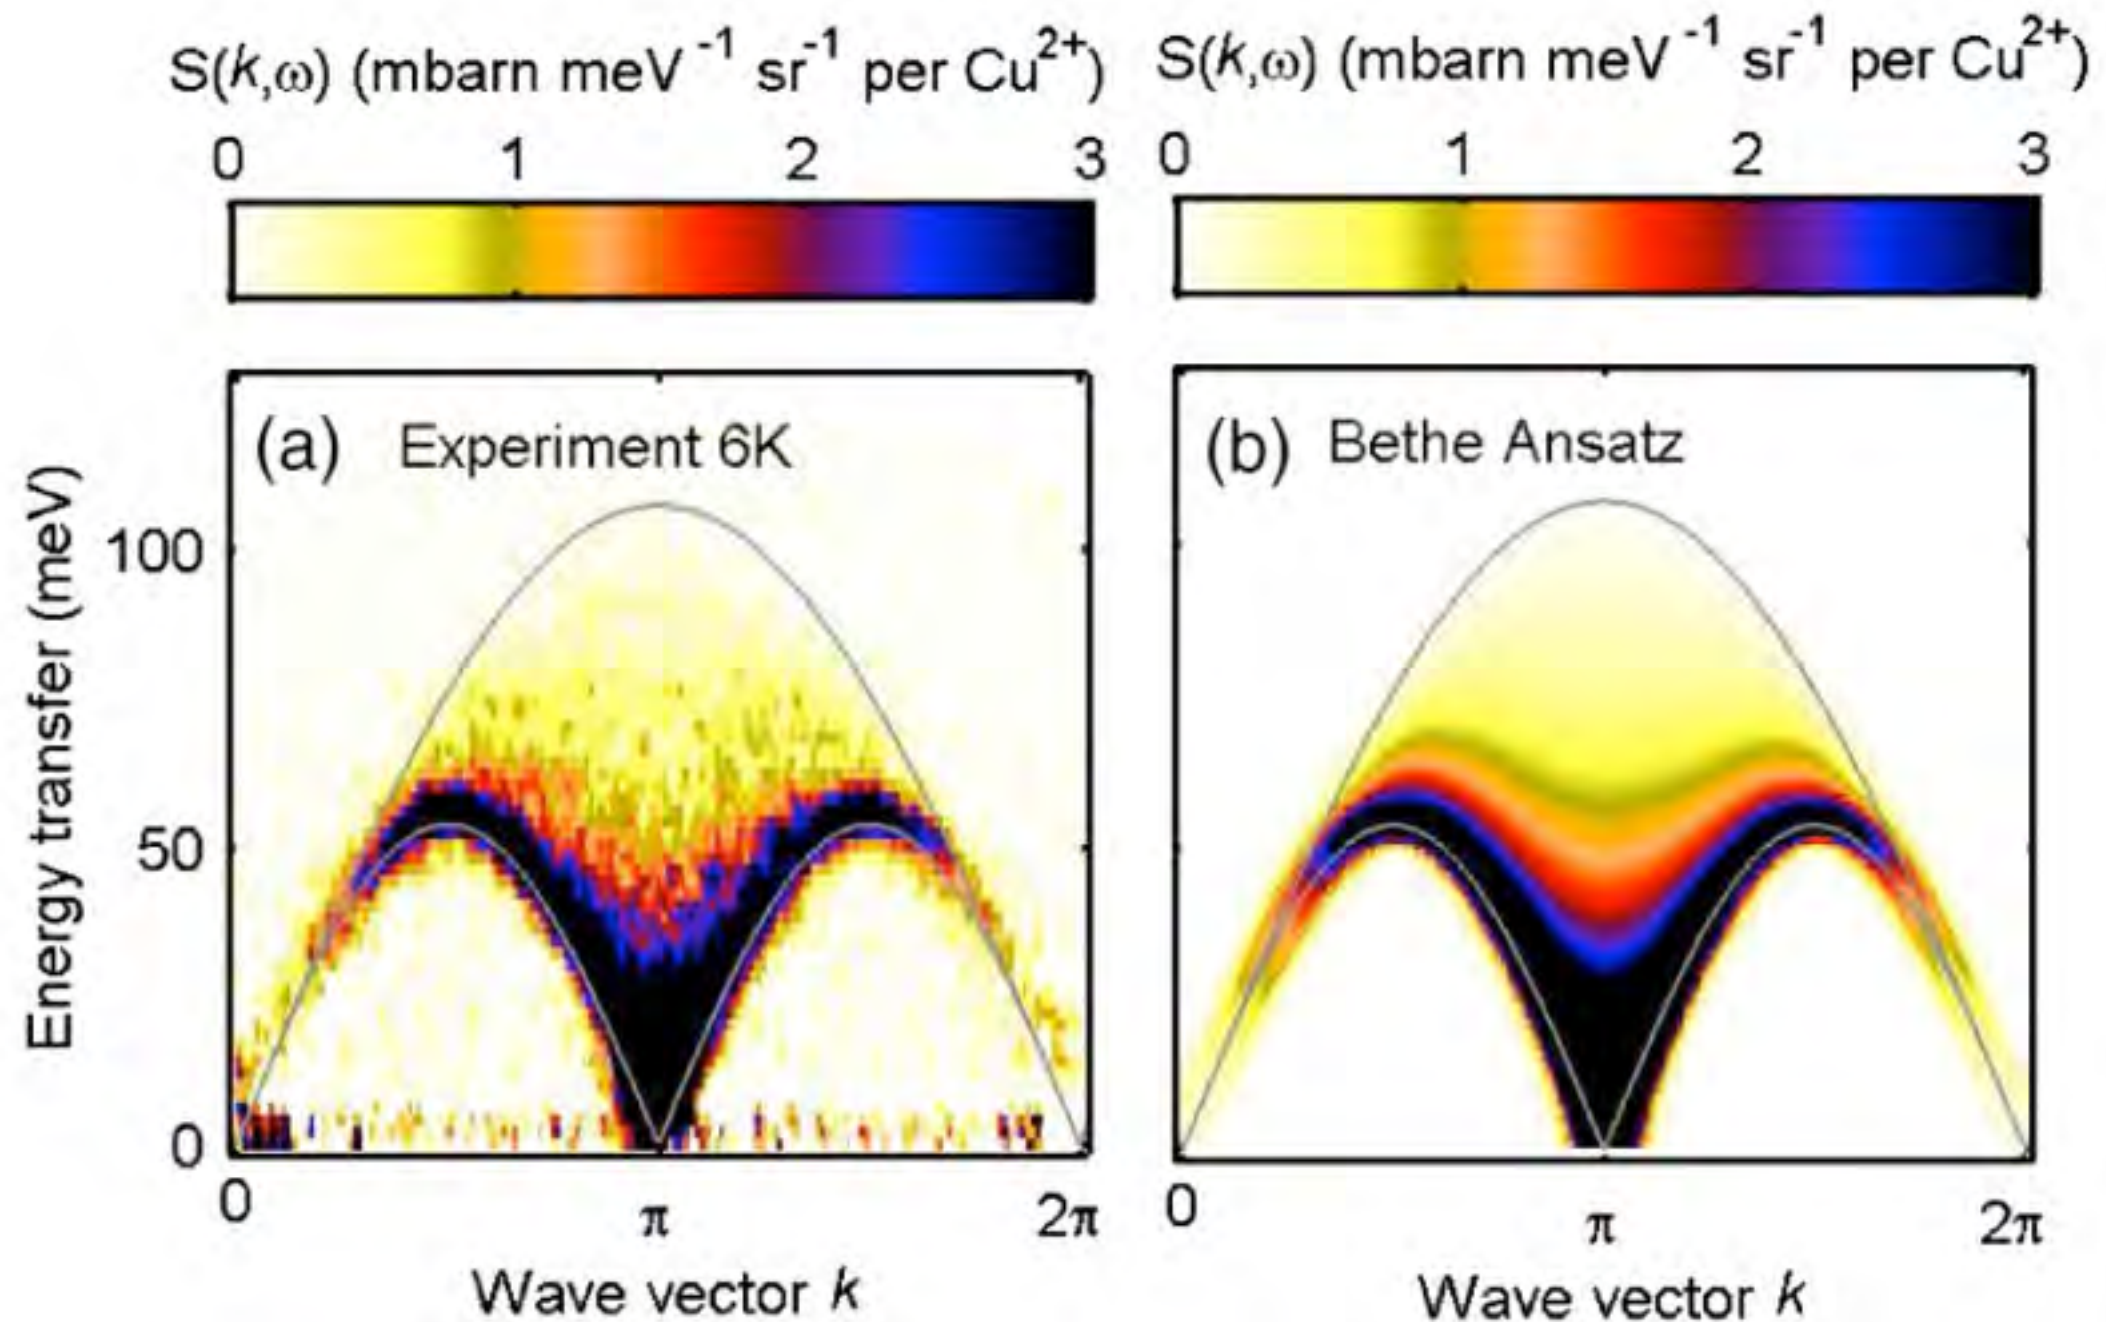 S(k,ω) (mbarn meV⁻¹ sr⁻¹ per Cu²⁺)
0 1 2 3
S(k,ω) (mbarn meV⁻¹ sr⁻¹ per Cu²⁺)
0 1 2 3
Energy transfer (meV)
100
50
0
(a) Experiment 6K
0 π 2π
Wave vector k
(b) Bethe Ansatz
0 π 2π
Wave vector k